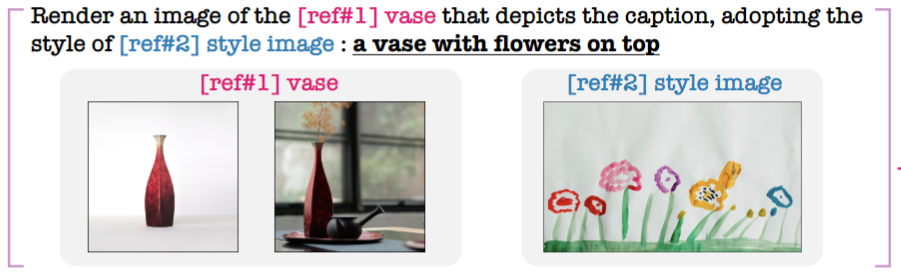 Render an image of the [ref#1] vase that depicts the caption, adopting the
style of [ref#2] style image : a vase with flowers on top
[ref#1] vase
[ref#2] style image